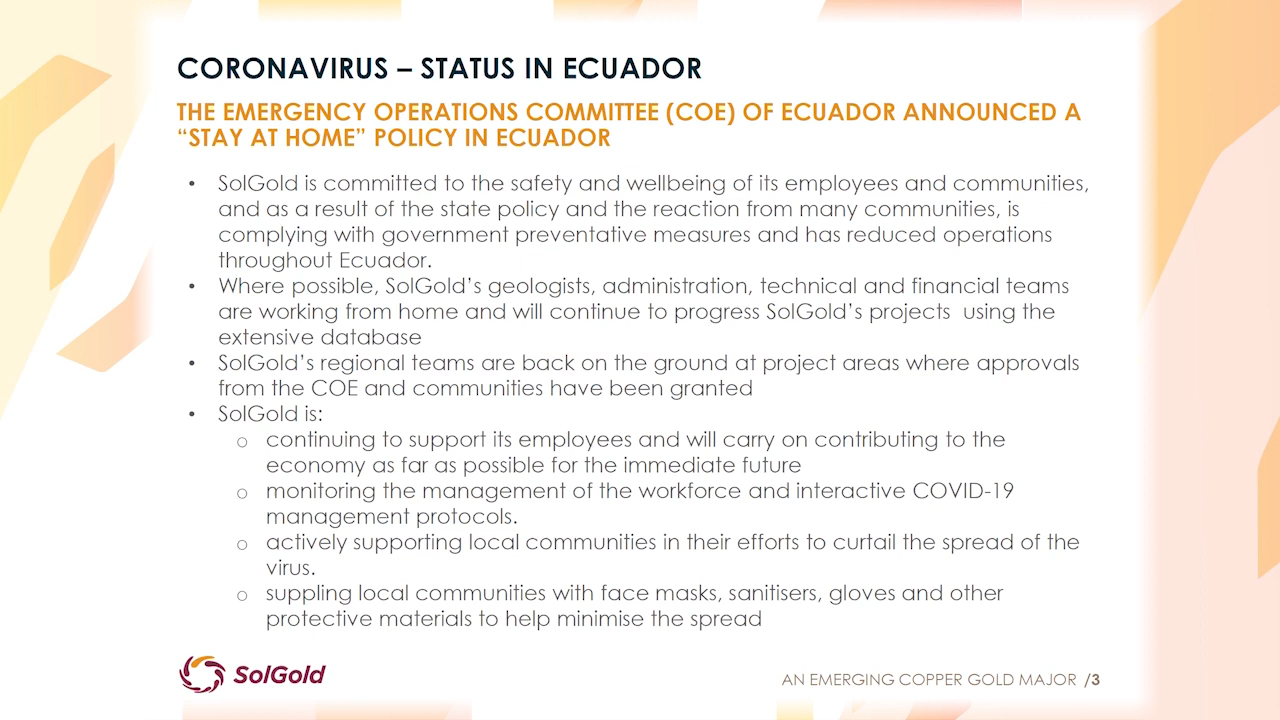 CORONAVIRUS – STATUS IN ECUADOR
THE EMERGENCY OPERATIONS COMMITTEE (COE) OF ECUADOR ANNOUNCED A
“STAY AT HOME” POLICY IN ECUADOR
• SolGold is committed to the safety and wellbeing of its employees and communities,
and as a result of the state policy and the reaction from many communities, is
complying with government preventative measures and has reduced operations
throughout Ecuador.
• Where possible, SolGold’s geologists, administration, technical and financial teams
are working from home and will continue to progress SolGold’s projects  using the
extensive database
• SolGold’s regional teams are back on the ground at project areas where approvals
from the COE and communities have been granted
• SolGold is:
o continuing to support its employees and will carry on contributing to the
economy as far as possible for the immediate future
o monitoring the management of the workforce and interactive COVID-19
management protocols.
o actively supporting local communities in their efforts to curtail the spread of the
virus.
o suppling local communities with face masks, sanitisers, gloves and other
protective materials to help minimise the spread
SolGold
AN EMERGING COPPER GOLD MAJOR /3